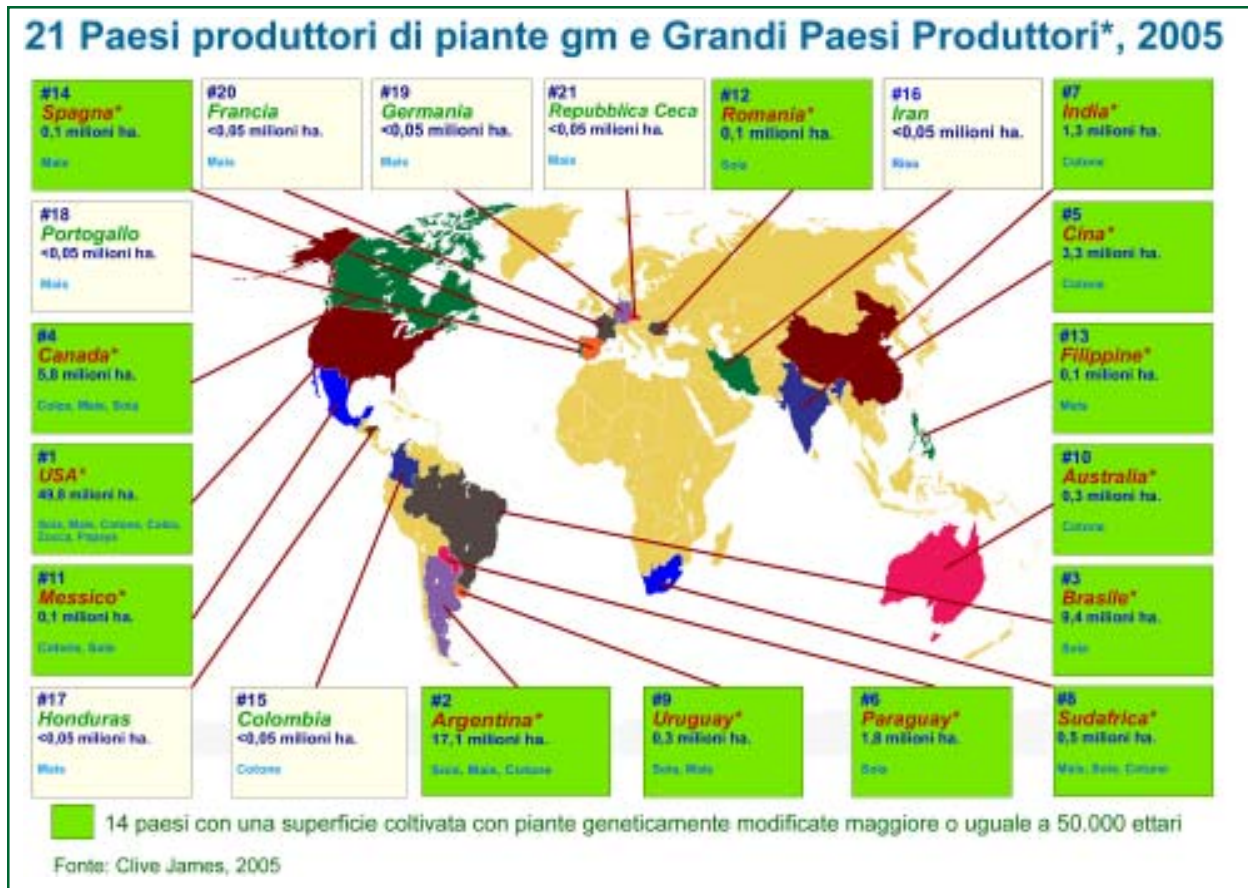 21 Paesi produttori di piante gm e Grandi Paesi Produttori*, 2005
#14
Spagna*
0,1 milioni ha.
Mais
#20
Francia
<0,05 milioni ha.
Mais
#19
Germania
<0,05 milioni ha.
Mais
#21
Repubblica Ceca
<0,05 milioni ha.
Mais
#12
Romania*
0,1 milioni ha.
Soia
#16
Iran
<0,05 milioni ha.
Riso
#7
India*
1,3 milioni ha.
Cotone
#18
Portogallo
<0,05 milioni ha.
Mais
#5
Cina*
3,3 milioni ha.
Cotone
#4
Canada*
5,8 milioni ha.
Colza, Mais, Soia
#13
Filippine*
0,1 milioni ha.
Mais
#1
USA*
49,8 milioni ha.
Soia, Mais, Cotone, Colza,
Zucca, Papaya
#10
Australia*
0,3 milioni ha.
Cotone
#11
Messico*
0,1 milioni ha.
Cotone, Soia
#3
Brasile*
9,4 milioni ha.
Soia
#17
Honduras
<0,05 milioni ha.
Mais
#15
Colombia
<0,05 milioni ha.
Cotone
#2
Argentina*
17,1 milioni ha.
Soia, Mais, Cotone
#9
Uruguay*
0,3 milioni ha.
Soia, Mais
#6
Paraguay*
1,8 milioni ha.
Soia
#8
Sudafrica*
0,5 milioni ha.
Mais, Soia, Cotone
14 paesi con una superficie coltivata con piante geneticamente modificate maggiore o uguale a 50.000 ettari
Fonte: Clive James, 2005